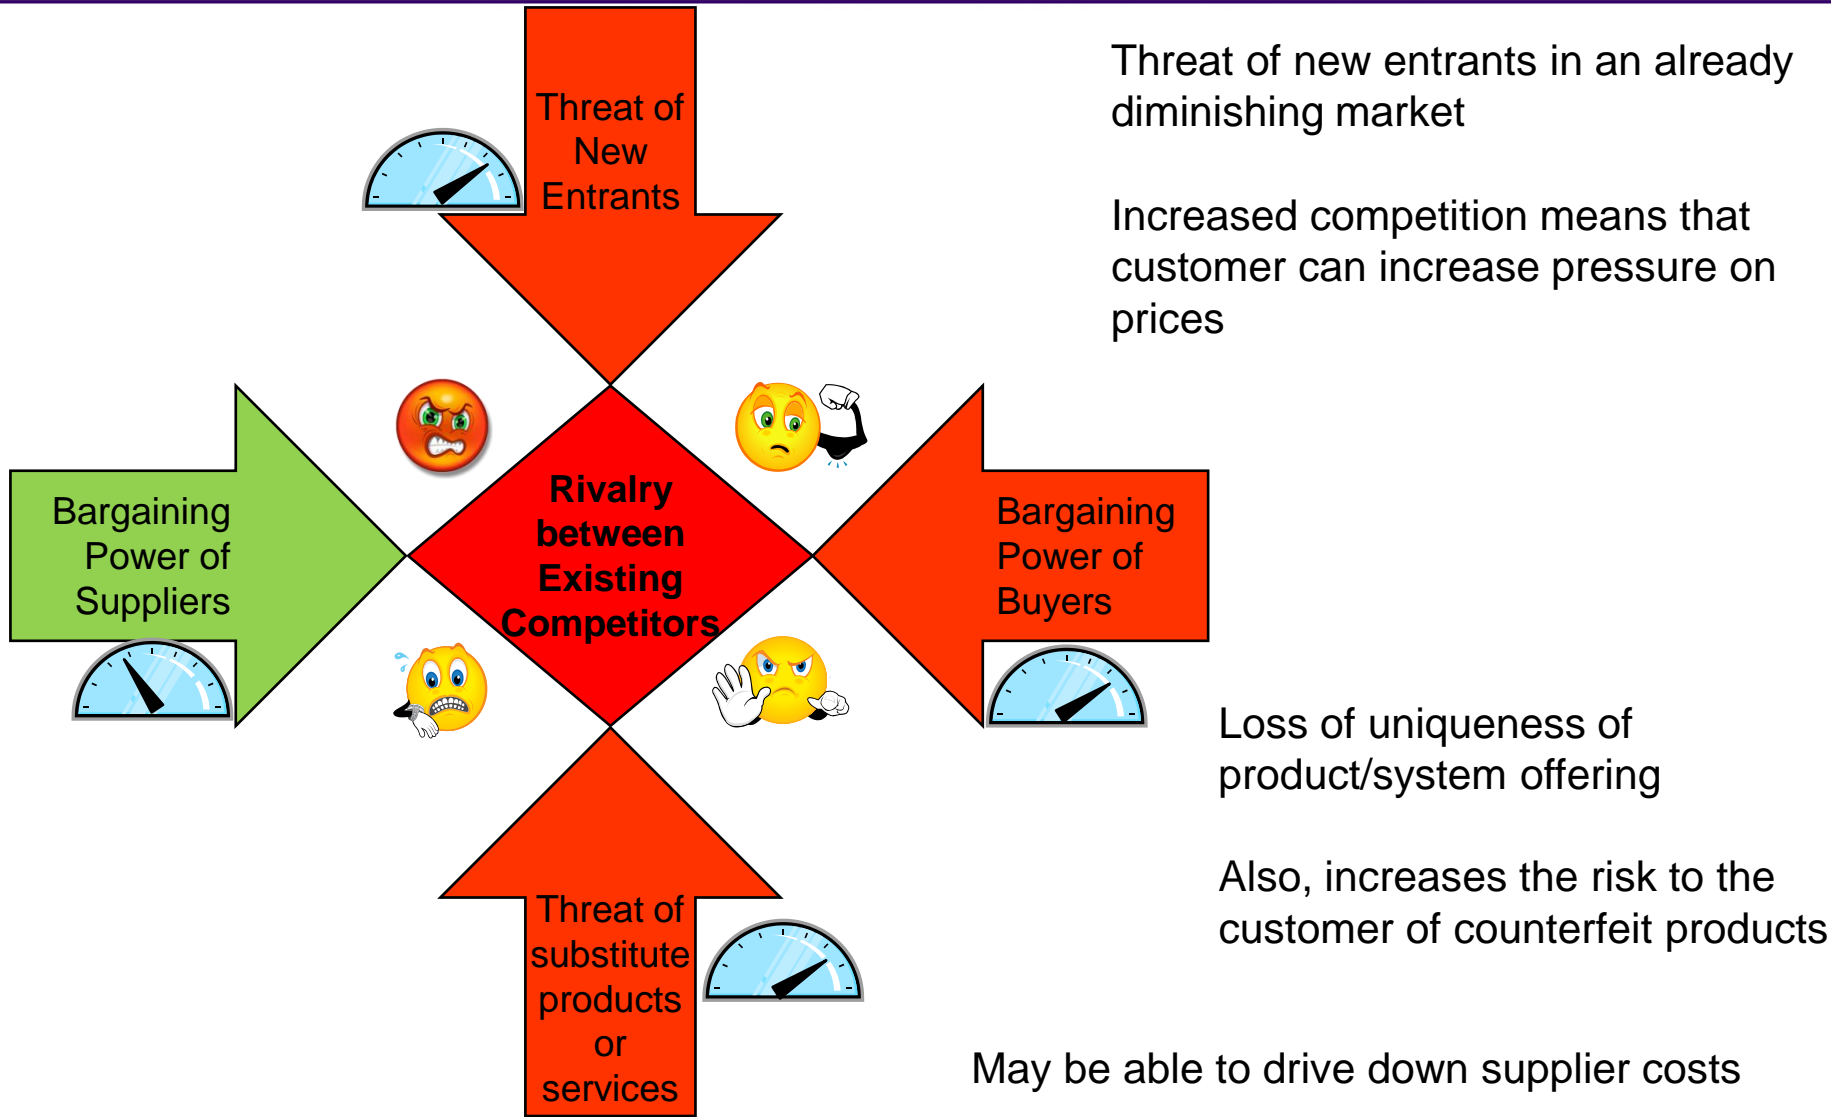 Threat of
New
Entrants
Threat of new entrants in an already
diminishing market
Increased competition means that
customer can increase pressure on
prices
Bargaining
Power of
Suppliers
Rivalry
between
Existing
Competitors
Bargaining
Power of
Buyers
Loss of uniqueness of
product/system offering
Also, increases the risk to the
customer of counterfeit products
Threat of
substitute
products
or
services
May be able to drive down supplier costs